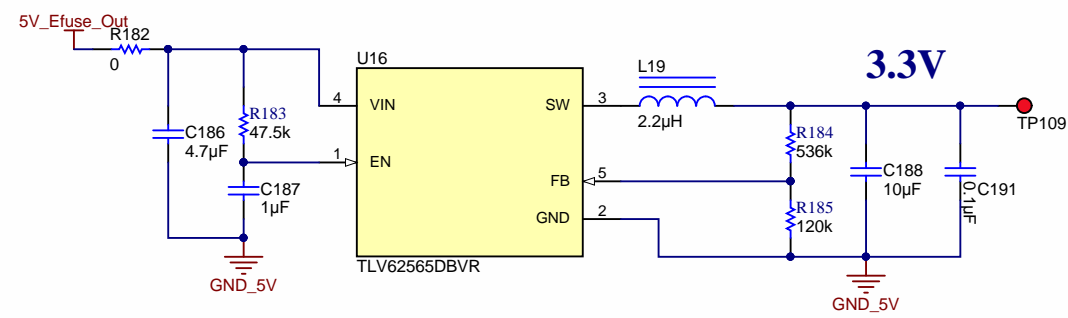 5V_Efuse_Out
R182
0
C186
4.7µF
R183
47.5k
C187
1µF
GND_5V
U16
4
VIN
1
EN
SW
3
FB
5
GND
2
TLV62565DBVR
L19
2.2µH
3.3V
TP109
R184
536k
R185
120k
C188
10µF
C191
0.1µF
GND_5V